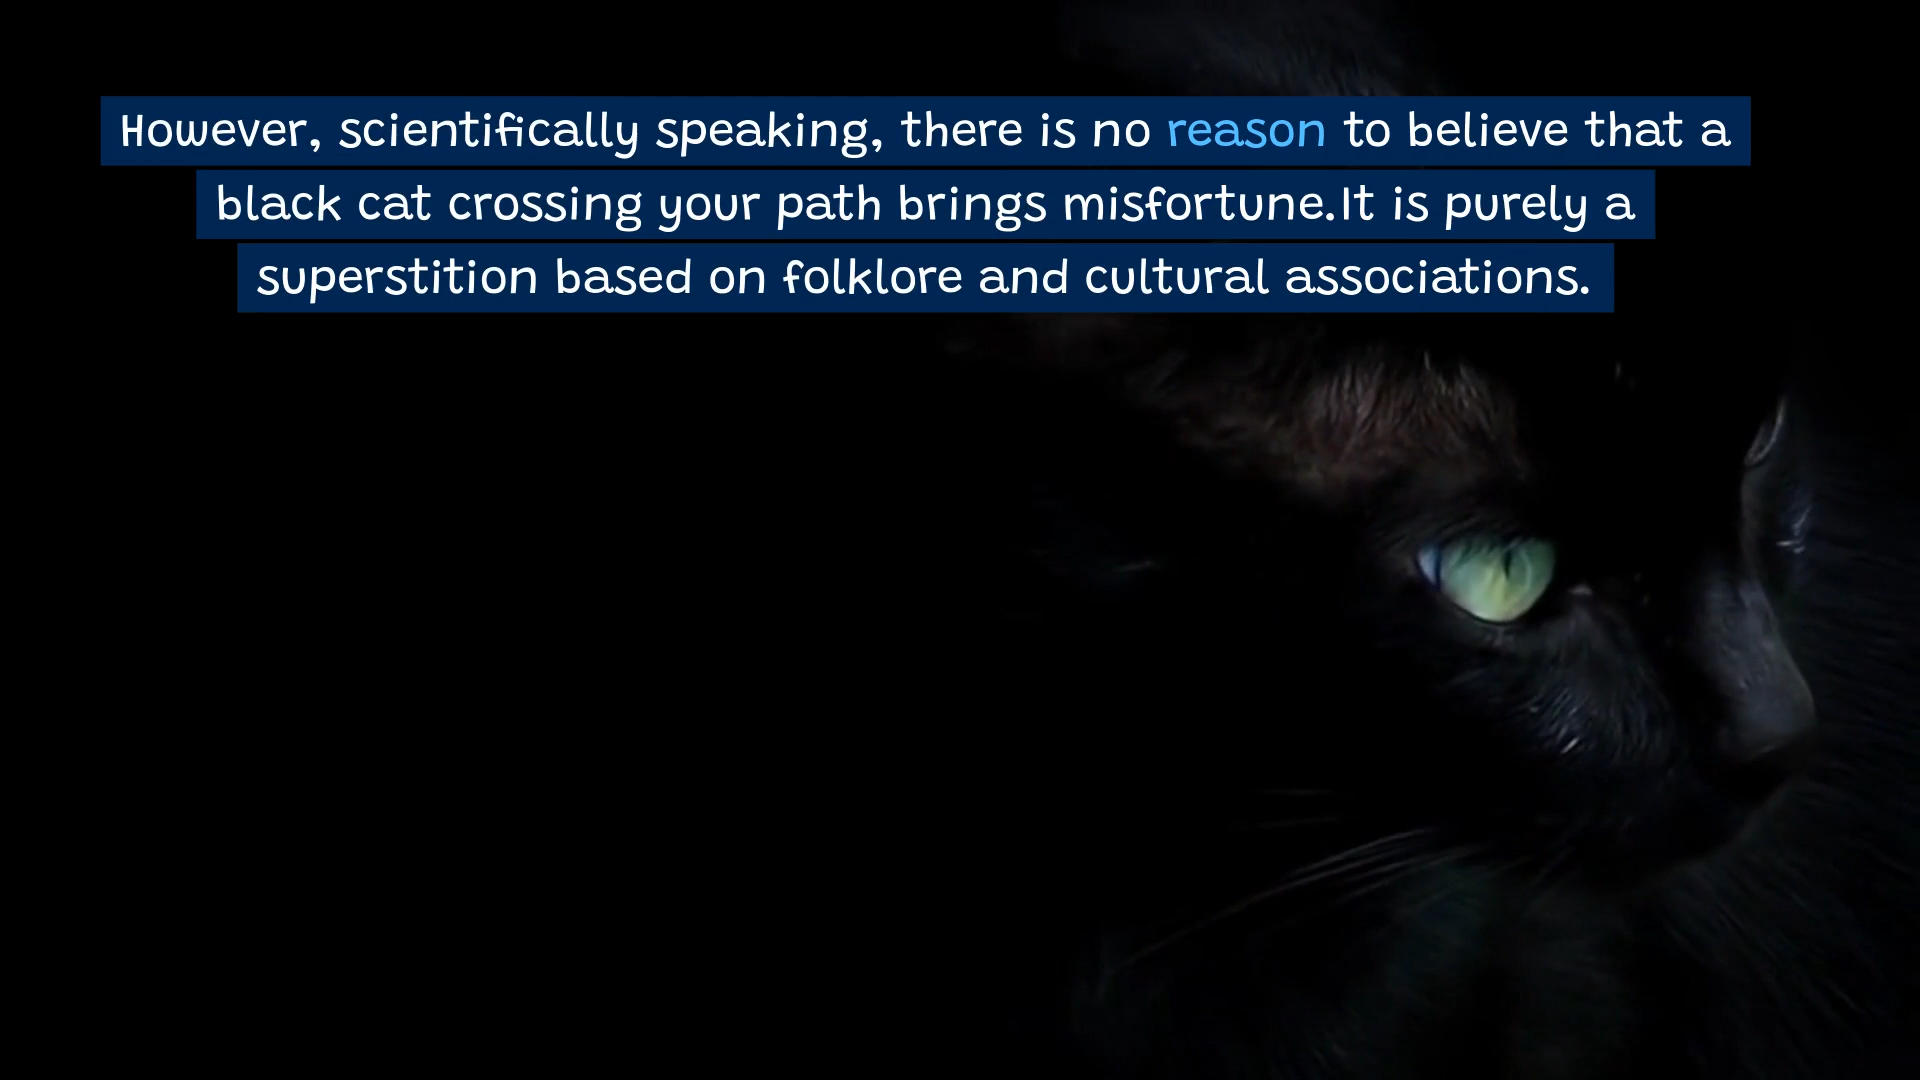 However, scientifically speaking, there is no reason to believe that a
black cat crossing your path brings misfortune.It is purely a
superstition based on folklore and cultural associations.